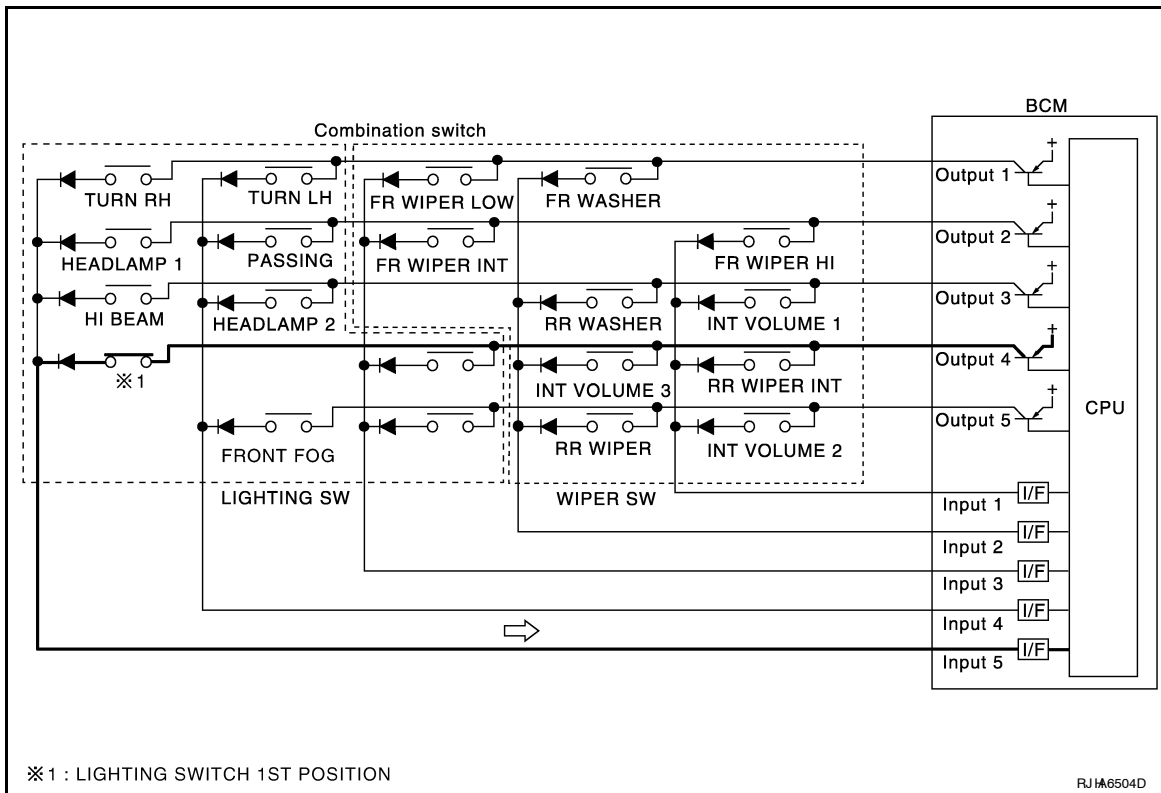 BCM
Combination switch
Output 1
TURN RH
TURN LH
FR WIPER LOW
FR WASHER
Output 2
HEADLAMP 1
PASSING
FR WIPER INT
FR WIPER HI
Output 3
HI BEAM
HEADLAMP 2
RR WASHER
INT VOLUME 1
Output 4
※1
INT VOLUME 3
RR WIPER INT
CPU
Output 5
FRONT FOG
RR WIPER
INT VOLUME 2
LIGHTING SW
WIPER SW
Input 1
I/F
Input 2
I/F
Input 3
I/F
Input 4
I/F
Input 5
I/F
+
+
+
+
+
※1 : LIGHTING SWITCH 1ST POSITION